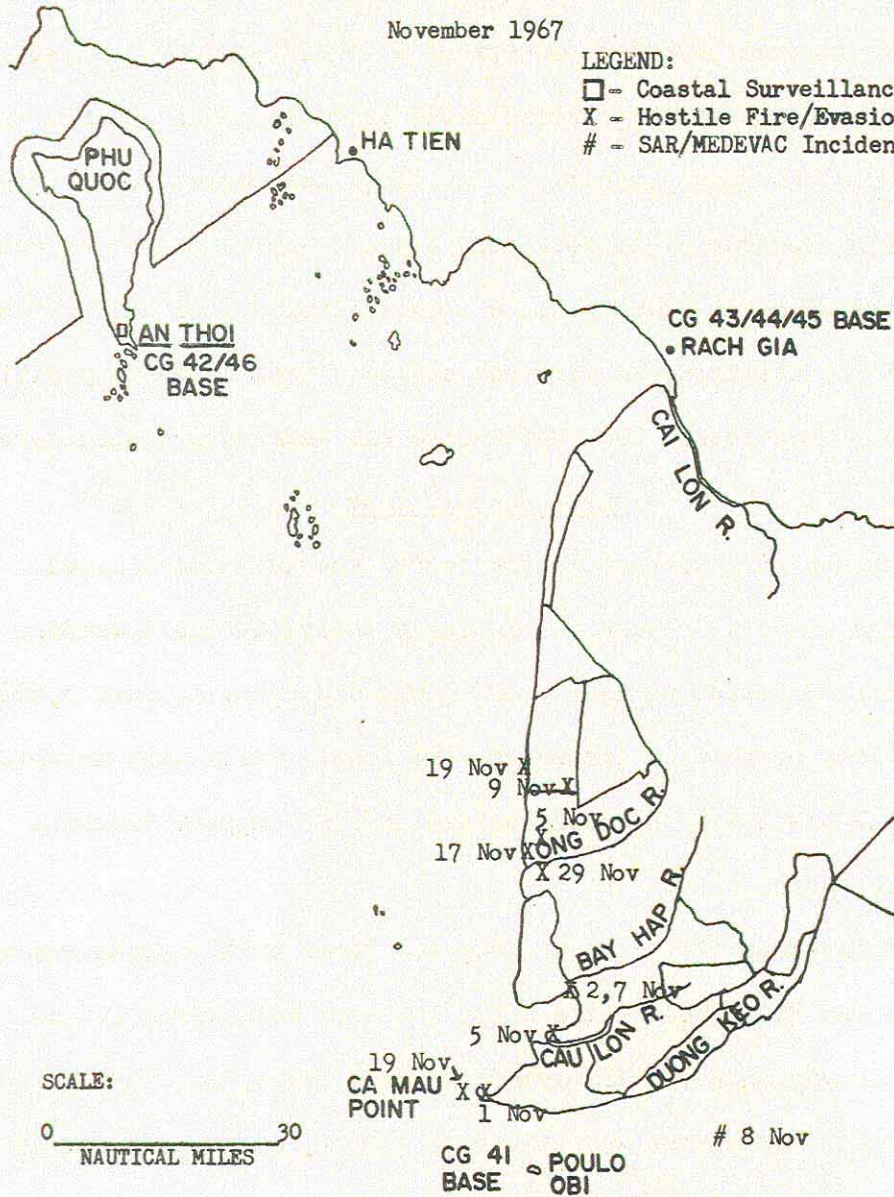 November 1967
LEGEND:
□ - Coastal Surveillanc
X - Hostile Fire/Evasio
# - SAR/MEDEVAC Inciden
HA TIEN
PHU
QUOC
AN THOI
CG 42/46
BASE
CG 43/44/45 BASE
RACH GIA
CAI LON R.
19 Nov X
9 Nov X
5 Nov
X
ONG DOC R.
17 Nov X
X 29 Nov
BAY HAP R.
X 2,7 Nov
5 Nov X
CAU LON R.
DUONG KEO R.
19 Nov
CA MAU
POINT
X X
1 Nov
SCALE:
0 30
NAUTICAL MILES
# 8 Nov
CG 41
BASE
POULO
OBI